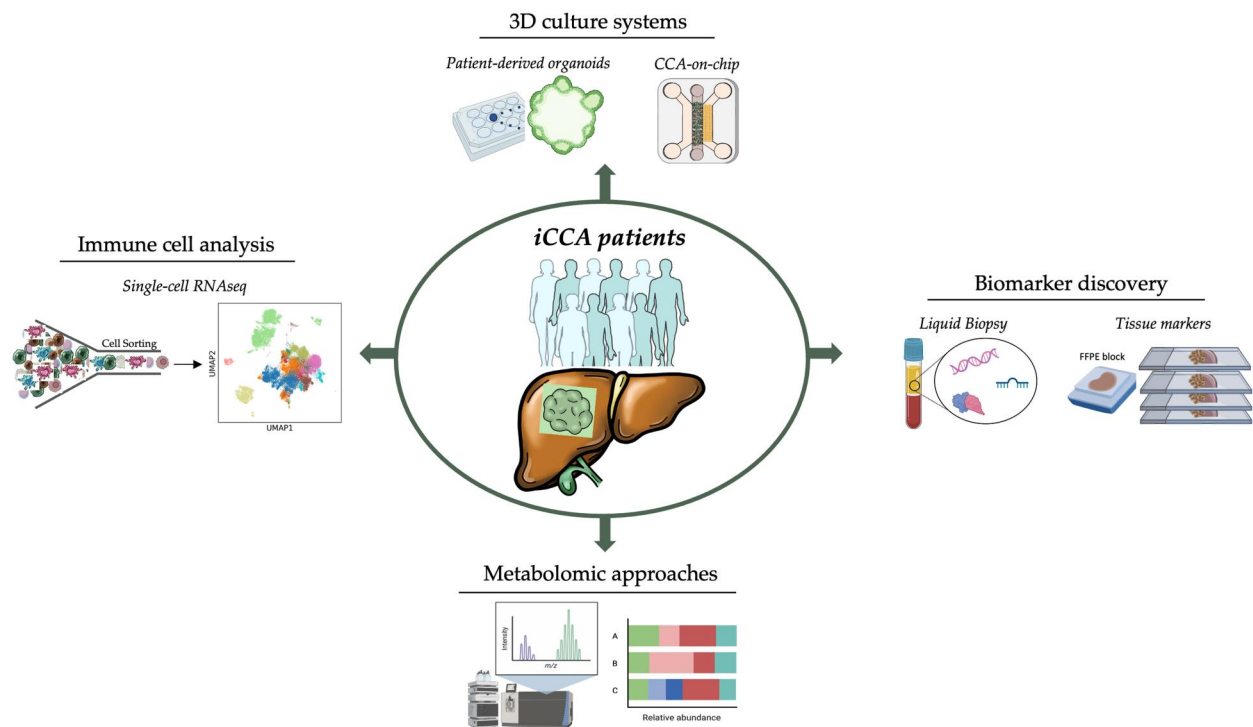 3D culture systems
Patient-derived organoids
CCA-on-chip
Immune cell analysis
Single-cell RNAseq
Cell Sorting
UMAP2
UMAP1
iCCA patients
Biomarker discovery
Liquid Biopsy
Tissue markers
FFPE block
Metabolomic approaches
Intensity
m/z
A
B
C
Relative abundance